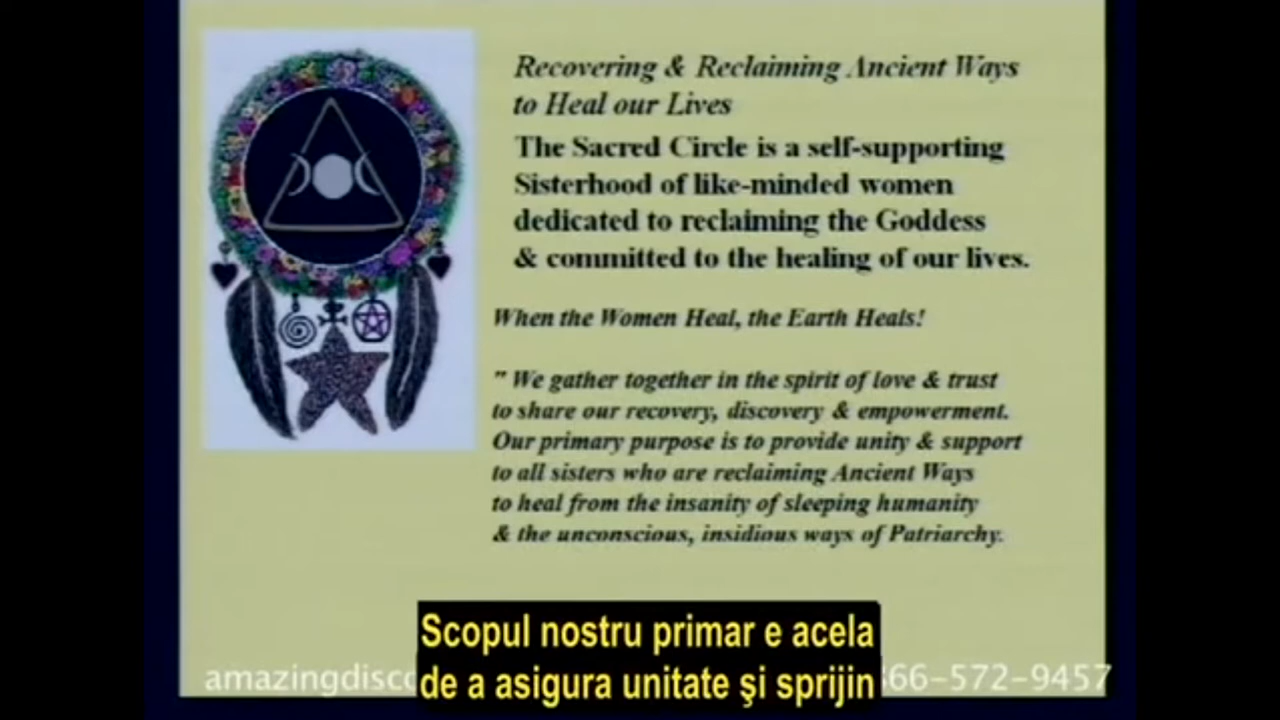 Recovering & Reclaiming Ancient Ways
to Heal our Lives
The Sacred Circle is a self-supporting
Sisterhood of like-minded women
dedicated to reclaiming the Goddess
& committed to the healing of our lives.
When the Women Heal, the Earth Heals!
" We gather together in the spirit of love & trust
to share our recovery, discovery & empowerment.
Our primary purpose is to provide unity & support
to all sisters who are reclaiming Ancient Ways
to heal from the insanity of sleeping humanity
& the unconscious, insidious ways of Patriarchy.
Scopul nostru primar e acela
de a asigura unitate şi sprijin
66-572-9457